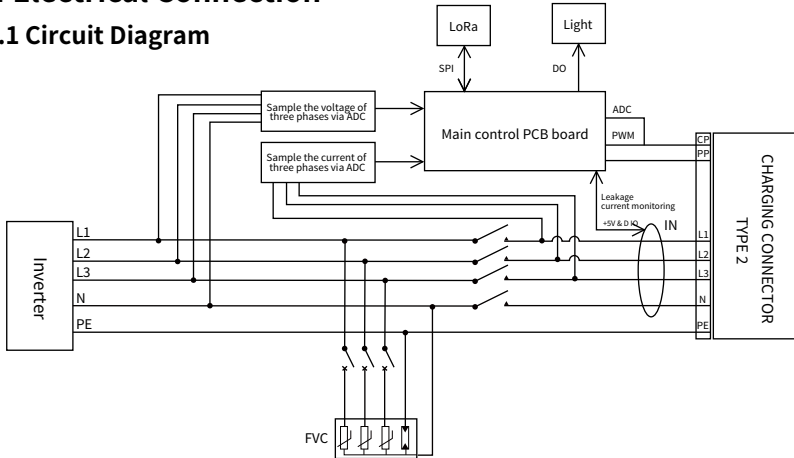 Electrical Connection
.1 Circuit Diagram
LoRa
Light
SPI
DO
Sample the voltage of
three phases via ADC
Main control PCB board
ADC
PWM
Sample the current of
three phases via ADC
CP
PP
CHARGING CONNECTOR
TYPE 2
Leakage
current monitoring
+5V & D IO
IN
Inverter
L1
L2
L3
N
PE
L1
L2
L3
N
PE
FVC